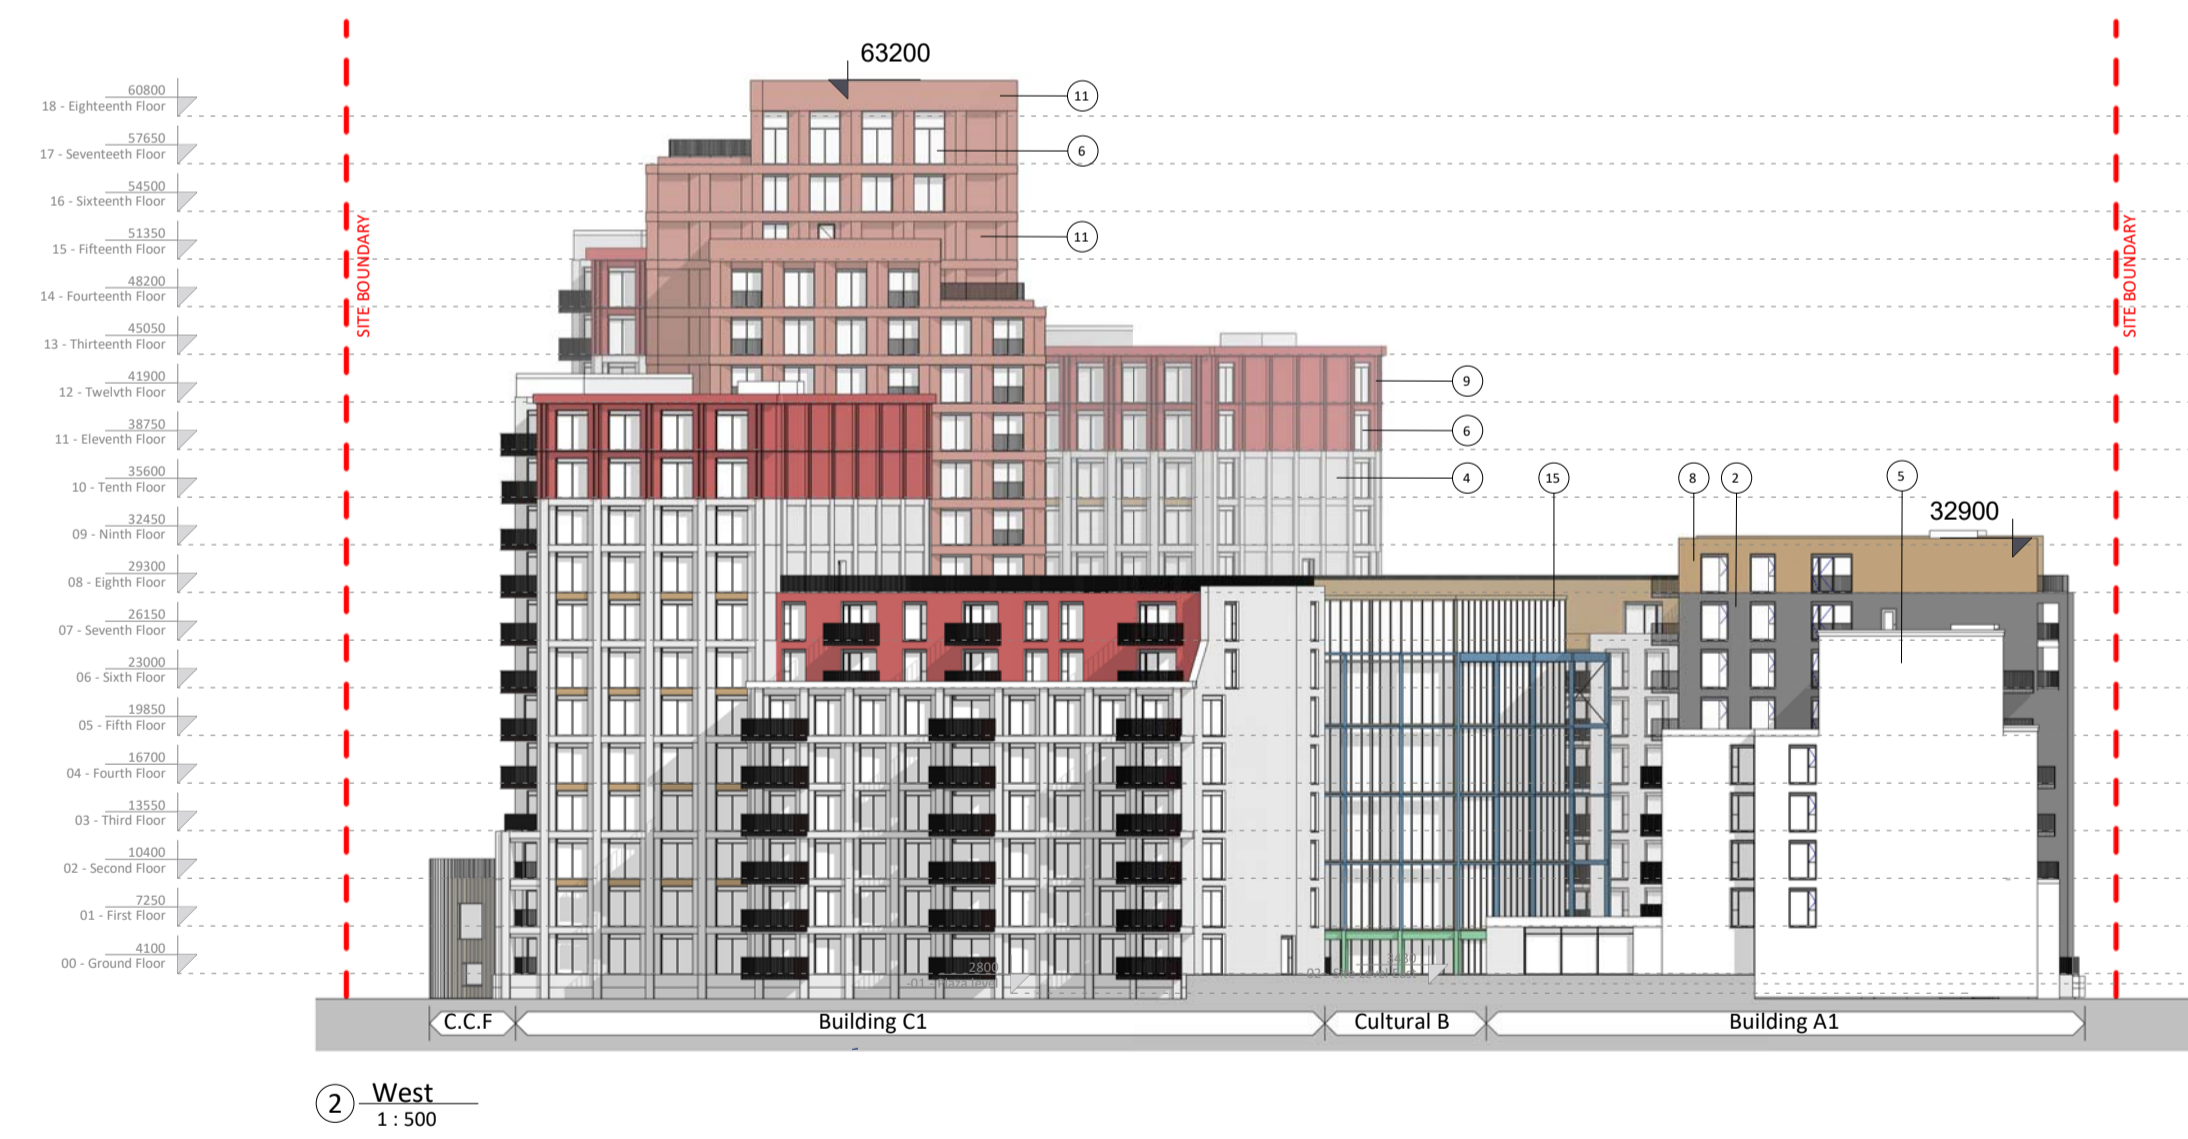 63200
60800
18 - Eighteenth Floor
11
57650
17 - Seventeeth Floor
6
54500
16 - Sixteenth Floor
51350
15 - Fifteenth Floor
11
SITE BOUNDARY
SITE BOUNDARY
48200
14 - Fourteenth Floor
45050
13 - Thirteenth Floor
41900
12 - Twelvth Floor
9
38750
11 - Eleventh Floor
6
35600
10 - Tenth Floor
4
15
8
2
5
32450
09 - Ninth Floor
32900
29300
08 - Eighth Floor
26150
07 - Seventh Floor
23000
06 - Sixth Floor
19850
05 - Fifth Floor
16700
04 - Fourth Floor
13550
03 - Third Floor
10400
02 - Second Floor
7250
01 - First Floor
4100
00 - Ground Floor
2800
-01 - Plaza level
C.C.F
Building C1
Cultural B
Building A1
2
West
1 : 500